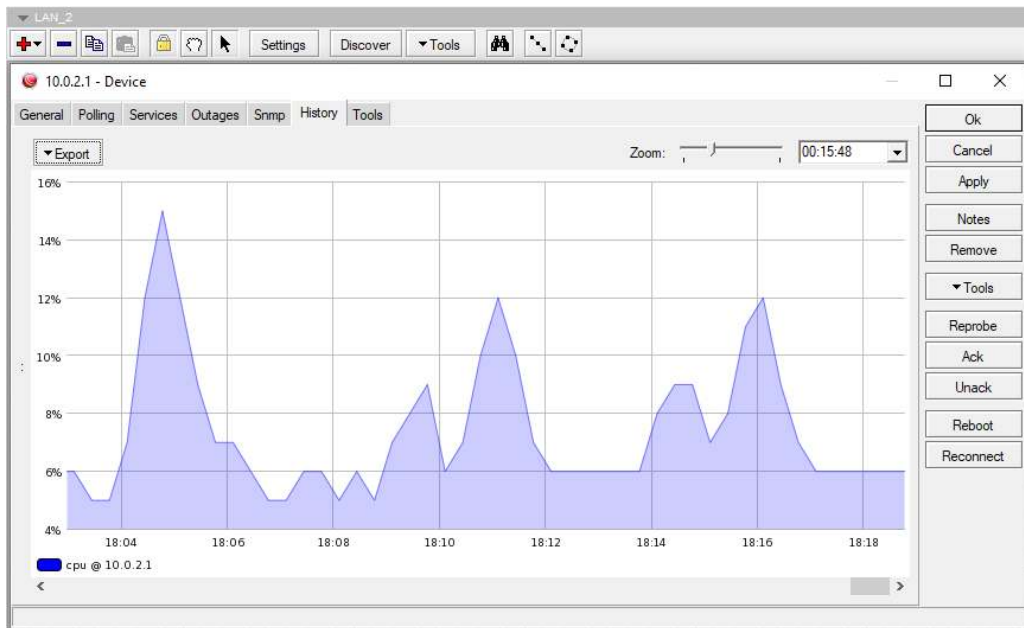 LAN_2
Settings Discover Tools
10.0.2.1 - Device
General Polling Services Outages Snmp History Tools
Export Zoom: 00:15:48
16%
14%
12%
10%
8%
6%
4%
18:04 18:06 18:08 18:10 18:12 18:14 18:16 18:18
cpu @ 10.0.2.1
Ok
Cancel
Apply
Notes
Remove
Tools
Reprobe
Ack
Unack
Reboot
Reconnect